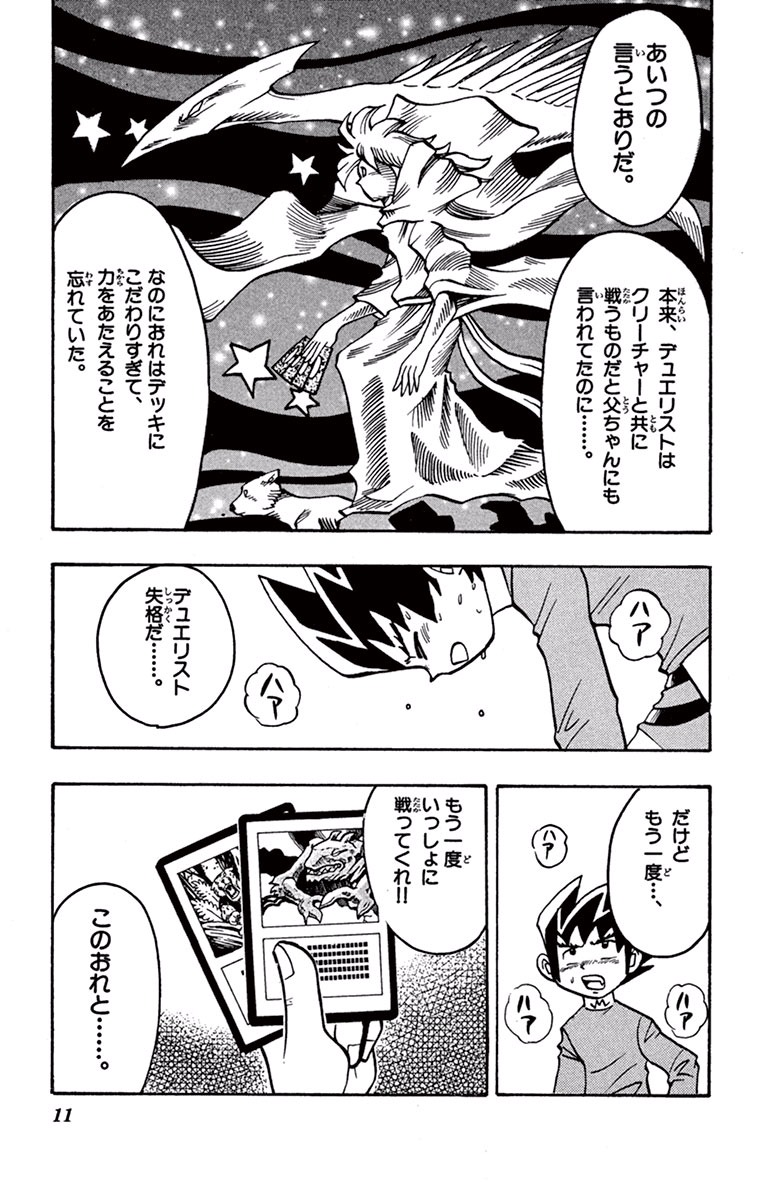 あいつの
言うとおりだ。
本来、デュエリストは
クリーチャーと共に
戦うものだと父ちゃんにも
言われてたのに……。
なのにおれはデッキに
こだわりすぎて、
力をあたえることを
忘れていた。
ハア
ハア
デュエリスト
失格だ……。
だけど
もう一度…、
ハア
ハア
ハア
もう一度
いっしょに
戦ってくれ!!
このおれと……。
11